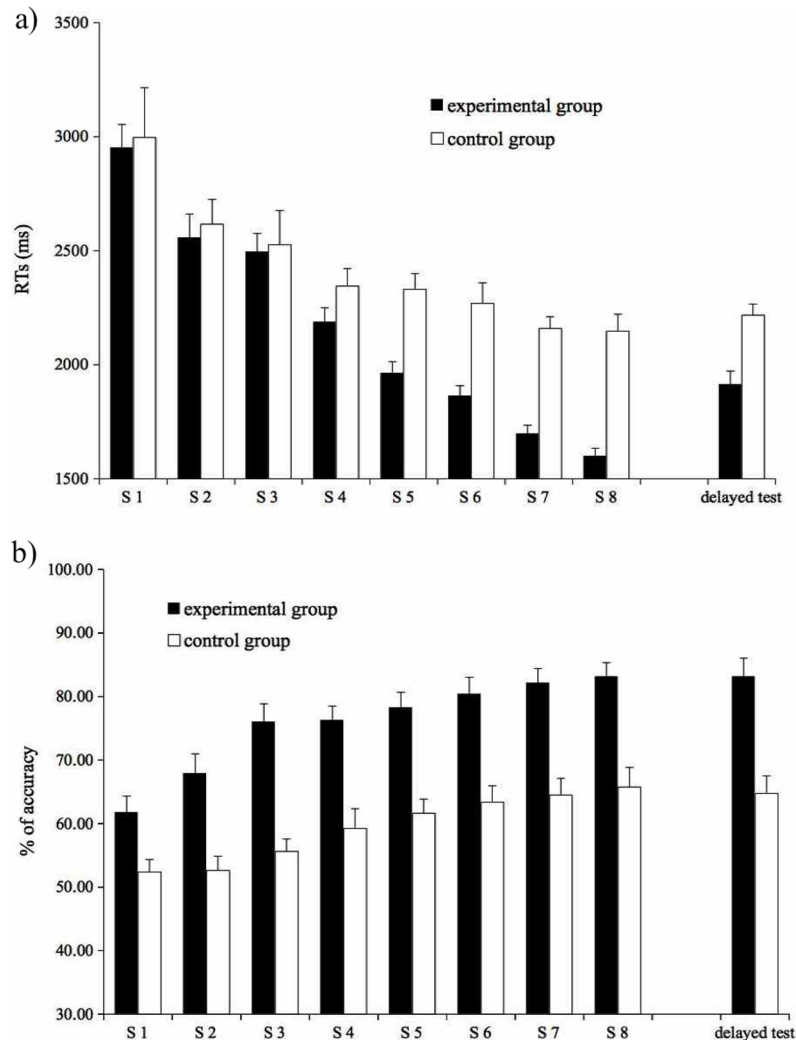 a)
3500
3000
2500
2000
1500
RTs (ms)
experimental group
control group
S 1 S 2 S 3 S 4 S 5 S 6 S 7 S 8 delayed test
b)
100.00
90.00
80.00
70.00
60.00
50.00
40.00
30.00
% of accuracy
experimental group
control group
S 1 S 2 S 3 S 4 S 5 S 6 S 7 S 8 delayed test